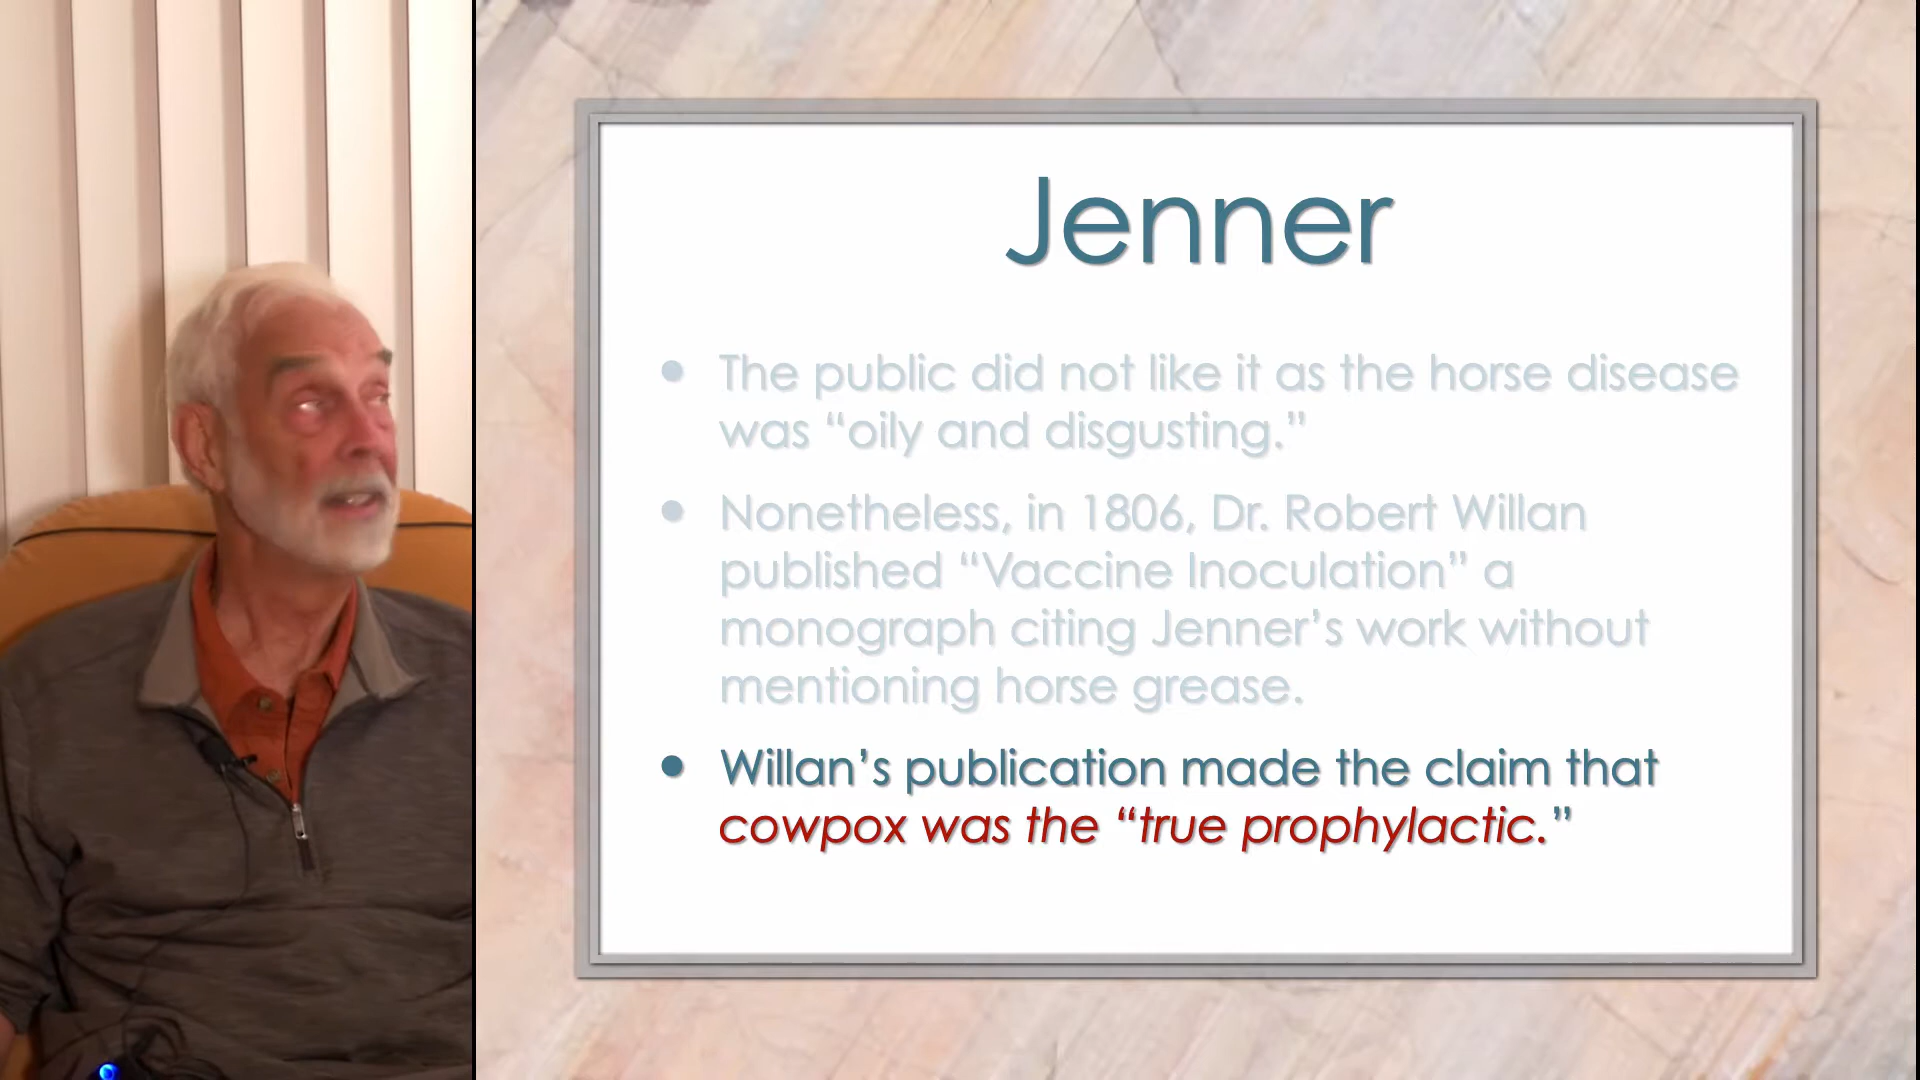 Jenner
• The public did not like it as the horse disease
was “oily and disgusting.”
• Nonetheless, in 1806, Dr. Robert Willan
published “Vaccine Inoculation” a
monograph citing Jenner’s work without
mentioning horse grease.
• Willan’s publication made the claim that
cowpox was the “true prophylactic.”